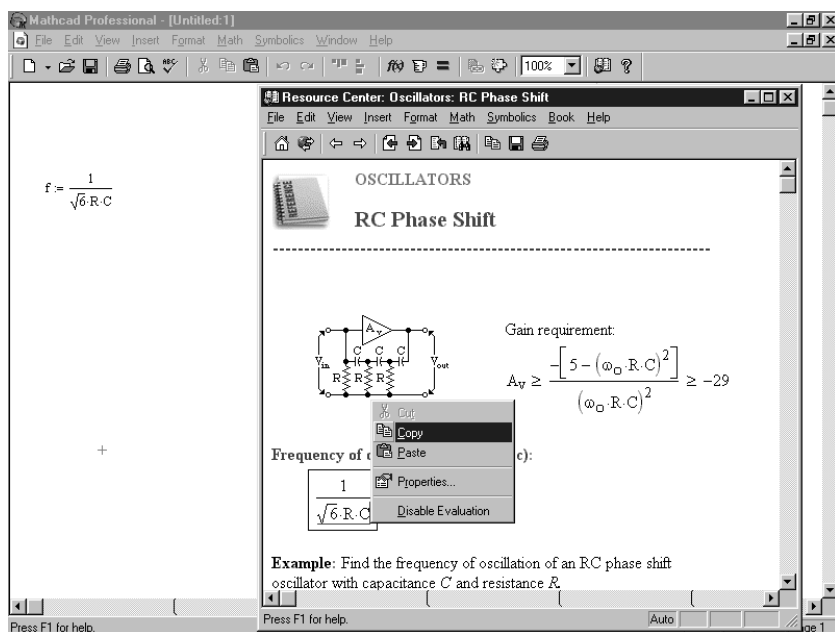 Mathcad Professional - [Untitled:1]
File Edit View Insert Format Math Symbolics Window Help
100%
f := 1 / √6·R·C
Resource Center: Oscillators: RC Phase Shift
File Edit View Insert Format Math Symbolics Book Help
REFERENCE
OSCILLATORS
RC Phase Shift
A_v
C C C
V_in
V_out
R R R
Gain requirement:
A_v ≥ -[5 - (ω_o·R·C)^2] / (ω_o·R·C)^2 ≥ -29
Cut
Copy
Paste
Properties...
Disable Evaluation
Frequency of c):
1 / √6·R·C
Example: Find the frequency of oscillation of an RC phase shift
oscillator with capacitance C and resistance R.
Press F1 for help.
Auto
Press F1 for help.
ge 1